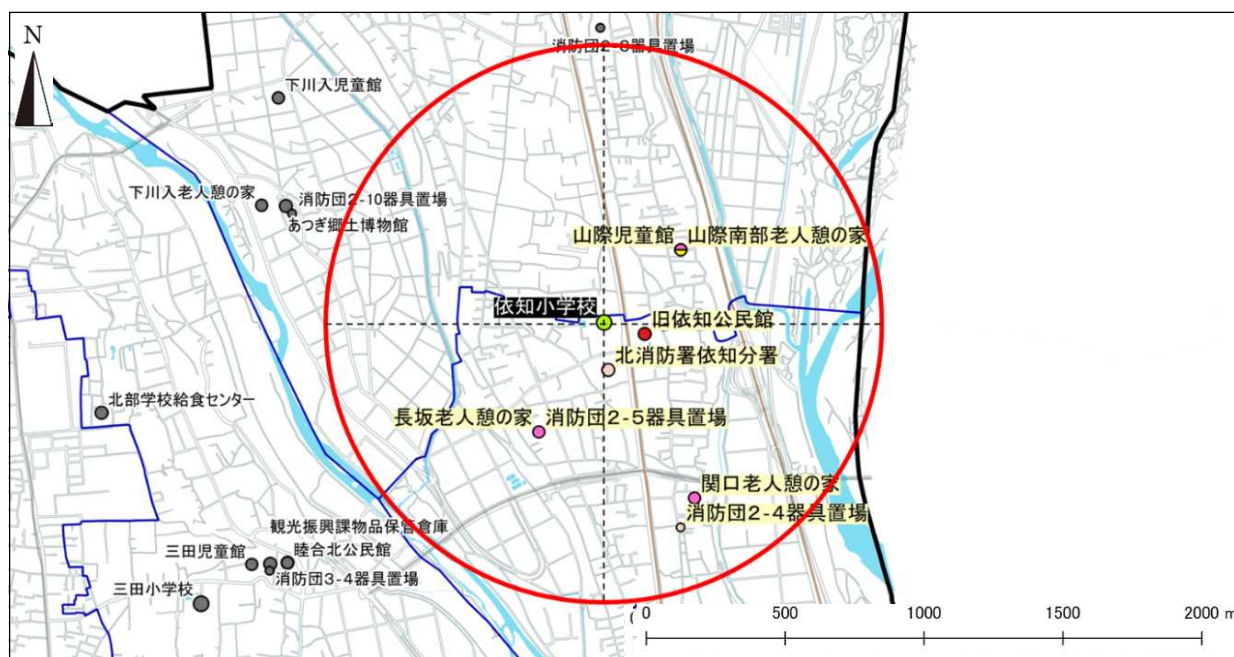 消防団2-8器具置場
N
下川入児童館
下川入老人憩の家
消防団2-10器具置場
あつぎ郷土博物館
山際児童館
山際南部老人憩の家
依知小学校
旧依知公民館
北消防署依知分署
北部学校給食センター
長坂老人憩の家
消防団2-5器具置場
関口老人憩の家
消防団2-4器具置場
観光振興課物品保管倉庫
三田児童館
睦合北公民館
消防団3-4器具置場
三田小学校
0
500
1000
1500
2000 m